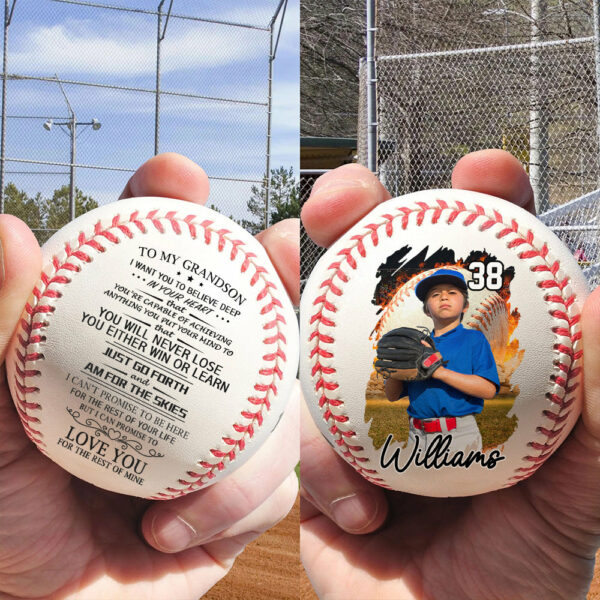 TO MY GRANDSON
I WANT YOU TO BELIEVE DEEP
... IN YOUR HEART ...
that
YOU'RE CAPABLE OF ACHIEVING
ANYTHING YOU PUT YOUR MIND TO
that
YOU WILL NEVER LOSE
YOU EITHER WIN OR LEARN
JUST GO FORTH
and
AM FOR THE SKIES
I CAN'T PROMISE TO BE HERE
FOR THE REST OF YOUR LIFE
BUT I CAN PROMISE TO
LOVE YOU
FOR THE REST OF MINE
38
Williams